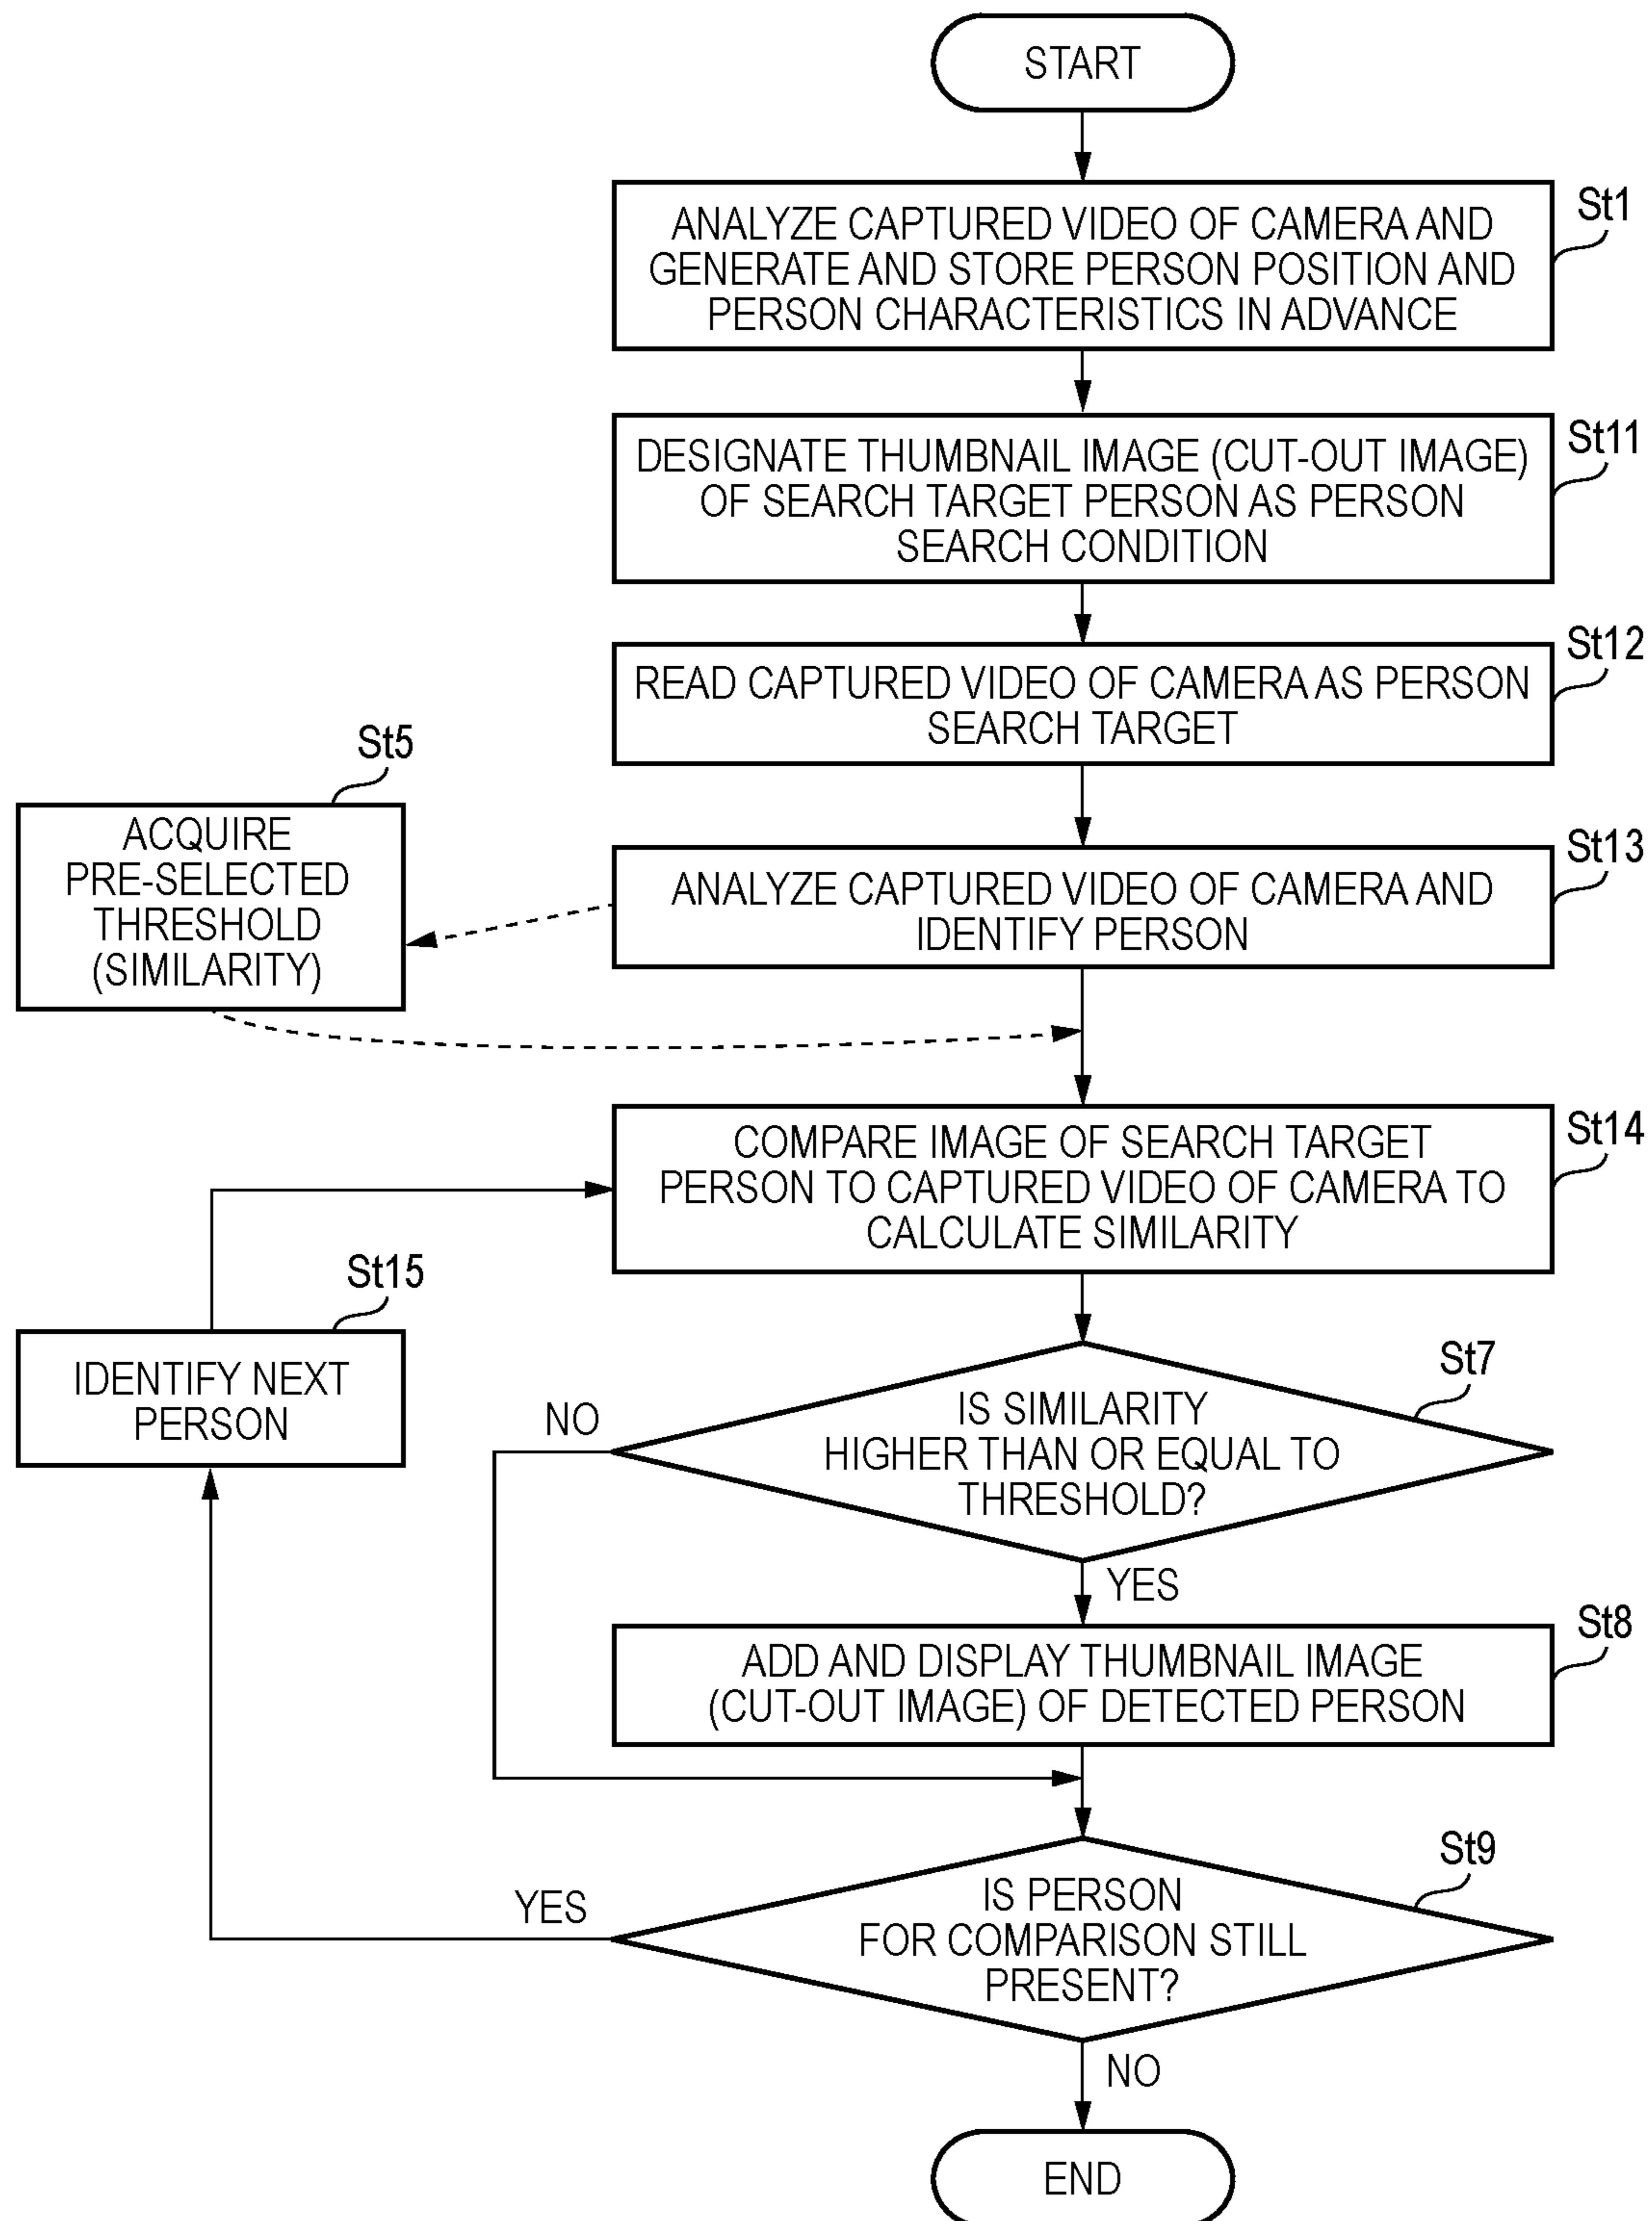 START
St1
ANALYZE CAPTURED VIDEO OF CAMERA AND
GENERATE AND STORE PERSON POSITION AND
PERSON CHARACTERISTICS IN ADVANCE
St11
DESIGNATE THUMBNAIL IMAGE (CUT-OUT IMAGE)
OF SEARCH TARGET PERSON AS PERSON
SEARCH CONDITION
St12
READ CAPTURED VIDEO OF CAMERA AS PERSON
SEARCH TARGET
St5
ACQUIRE
PRE-SELECTED
THRESHOLD
(SIMILARITY)
St13
ANALYZE CAPTURED VIDEO OF CAMERA AND
IDENTIFY PERSON
St14
COMPARE IMAGE OF SEARCH TARGET
PERSON TO CAPTURED VIDEO OF CAMERA TO
CALCULATE SIMILARITY
St15
IDENTIFY NEXT
PERSON
St7
IS SIMILARITY
HIGHER THAN OR EQUAL TO
THRESHOLD?
NO
YES
St8
ADD AND DISPLAY THUMBNAIL IMAGE
(CUT-OUT IMAGE) OF DETECTED PERSON
St9
IS PERSON
FOR COMPARISON STILL
PRESENT?
YES
NO
END